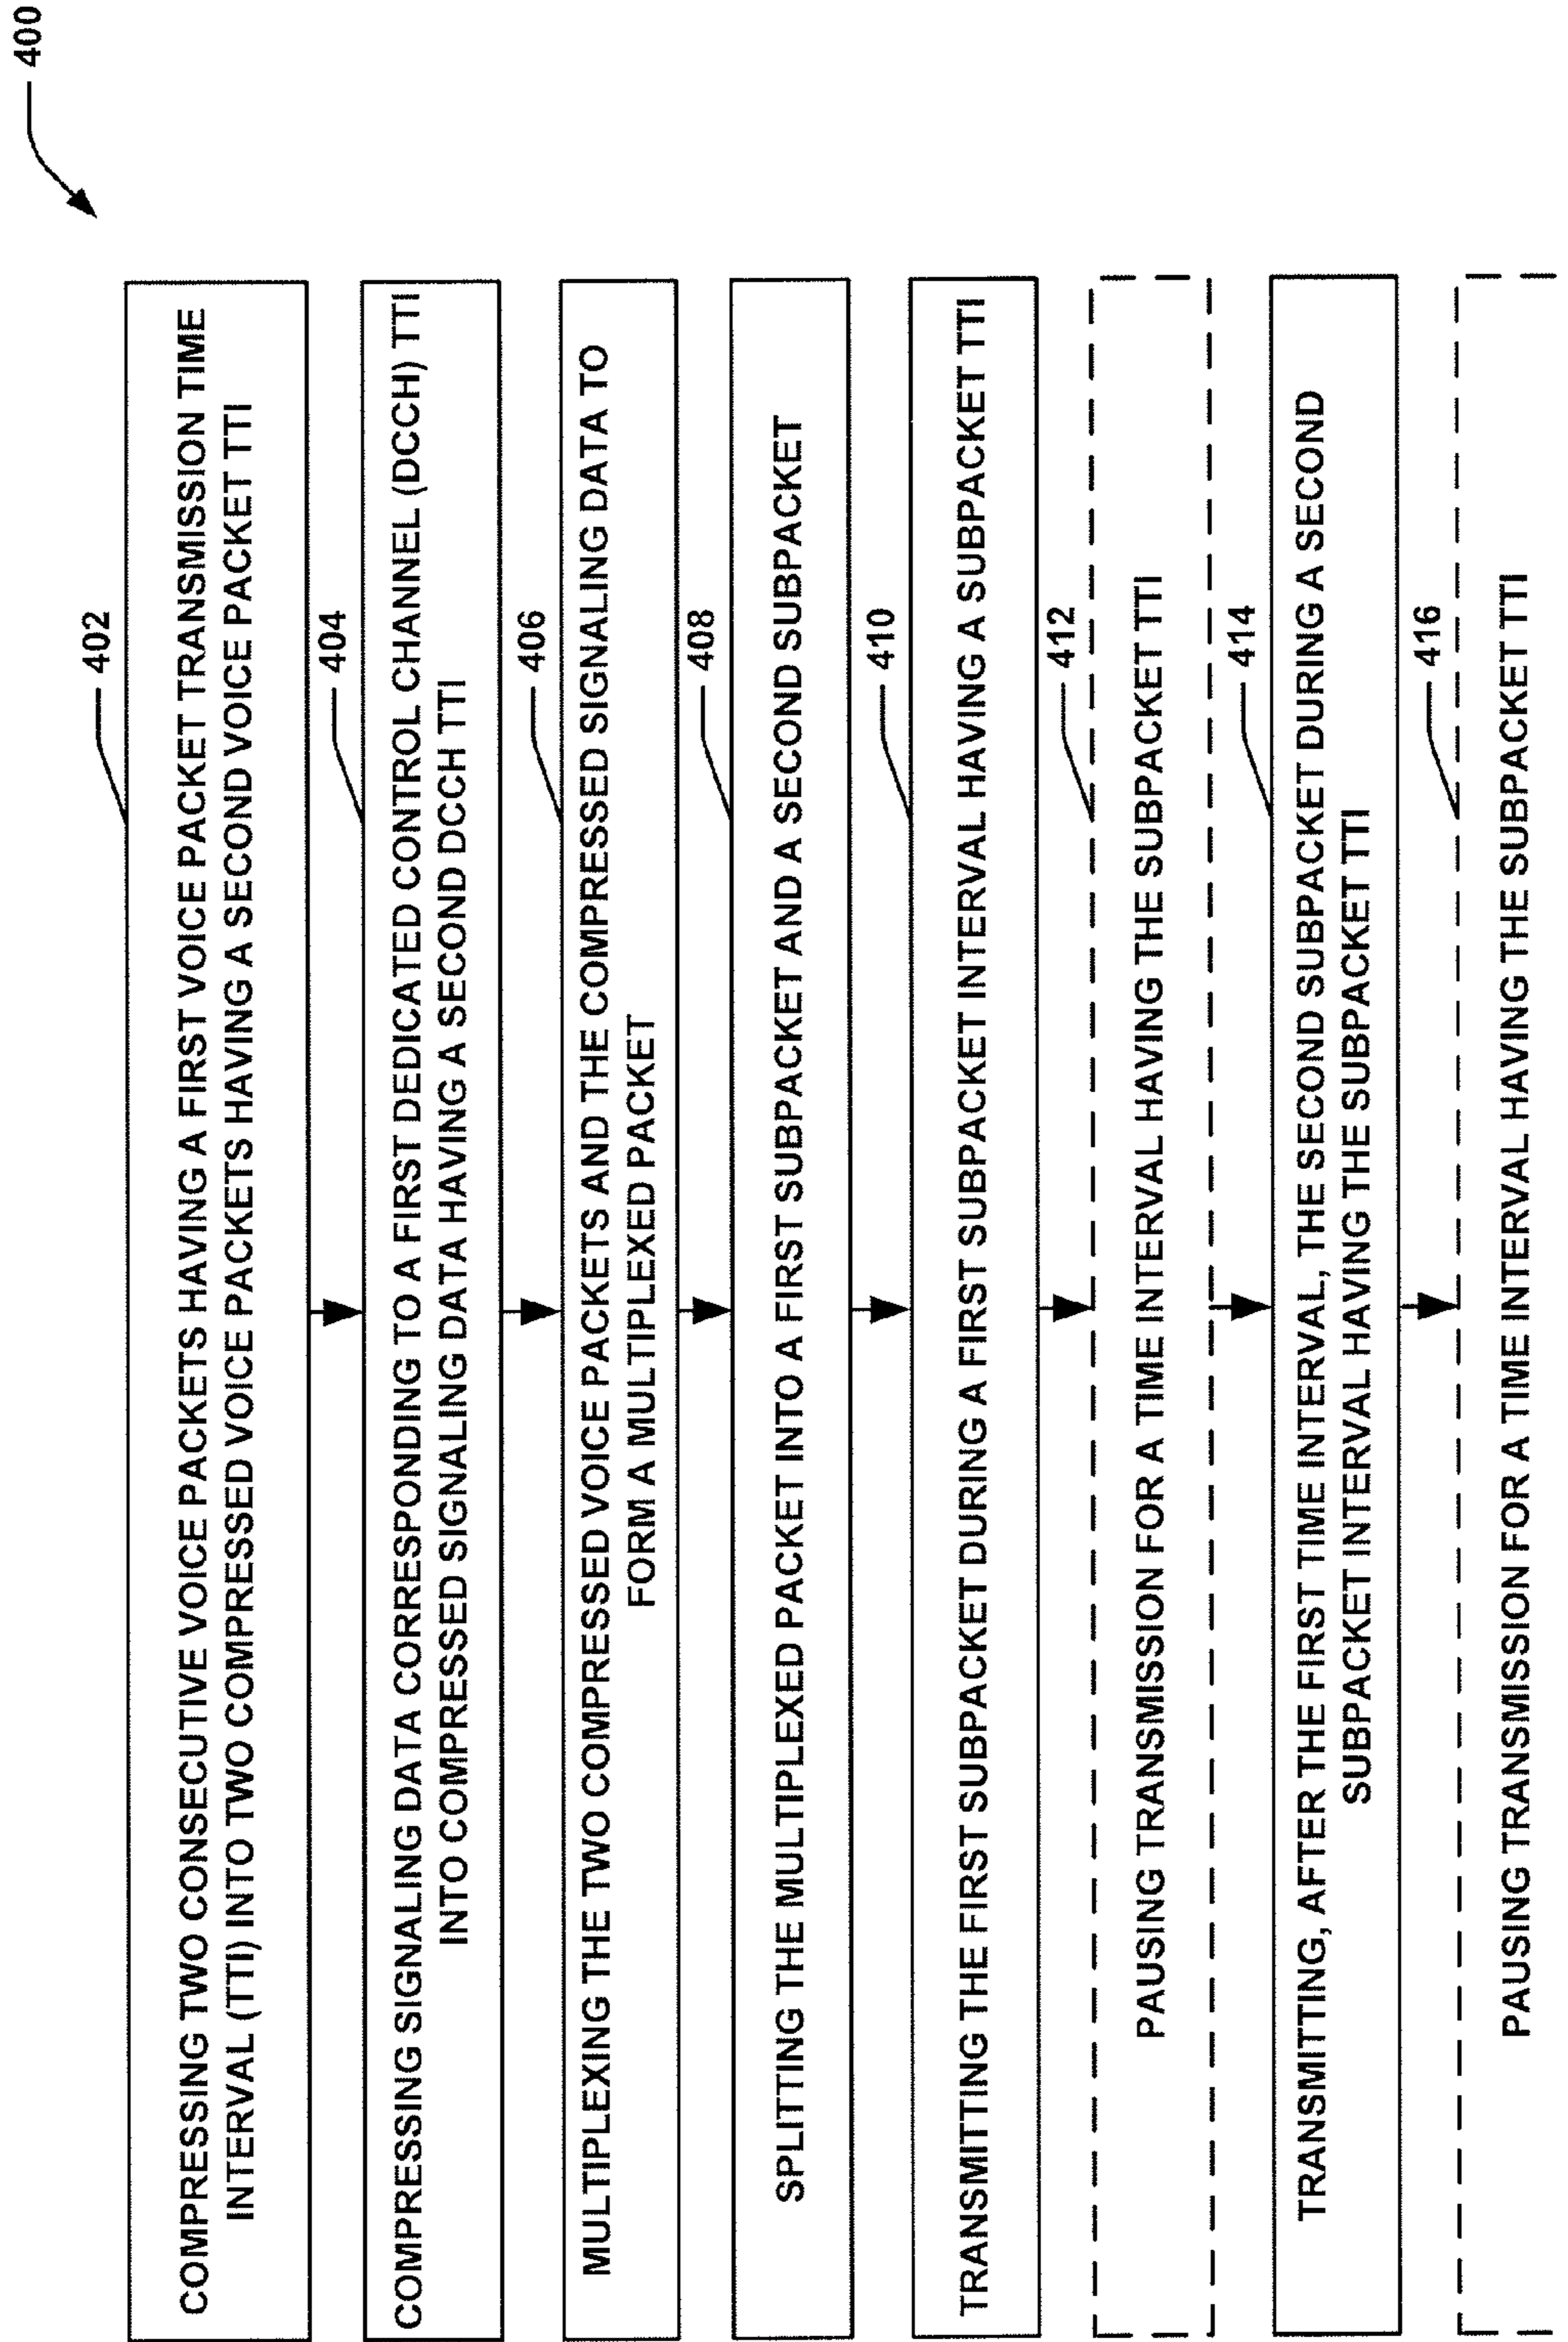 400
402
COMPRESSING TWO CONSECUTIVE VOICE PACKETS HAVING A FIRST VOICE PACKET TRANSMISSION TIME
INTERVAL (TTI) INTO TWO COMPRESSED VOICE PACKETS HAVING A SECOND VOICE PACKET TTI
404
COMPRESSING SIGNALING DATA CORRESPONDING TO A FIRST DEDICATED CONTROL CHANNEL (DCCH) TTI
INTO COMPRESSED SIGNALING DATA HAVING A SECOND DCCH TTI
406
MULTIPLEXING THE TWO COMPRESSED VOICE PACKETS AND THE COMPRESSED SIGNALING DATA TO
FORM A MULTIPLEXED PACKET
408
SPLITTING THE MULTIPLEXED PACKET INTO A FIRST SUBPACKET AND A SECOND SUBPACKET
410
TRANSMITTING THE FIRST SUBPACKET DURING A FIRST SUBPACKET INTERVAL HAVING A SUBPACKET TTI
412
PAUSING TRANSMISSION FOR A TIME INTERVAL HAVING THE SUBPACKET TTI
414
TRANSMITTING, AFTER THE FIRST TIME INTERVAL, THE SECOND SUBPACKET DURING A SECOND
SUBPACKET INTERVAL HAVING THE SUBPACKET TTI
416
PAUSING TRANSMISSION FOR A TIME INTERVAL HAVING THE SUBPACKET TTI